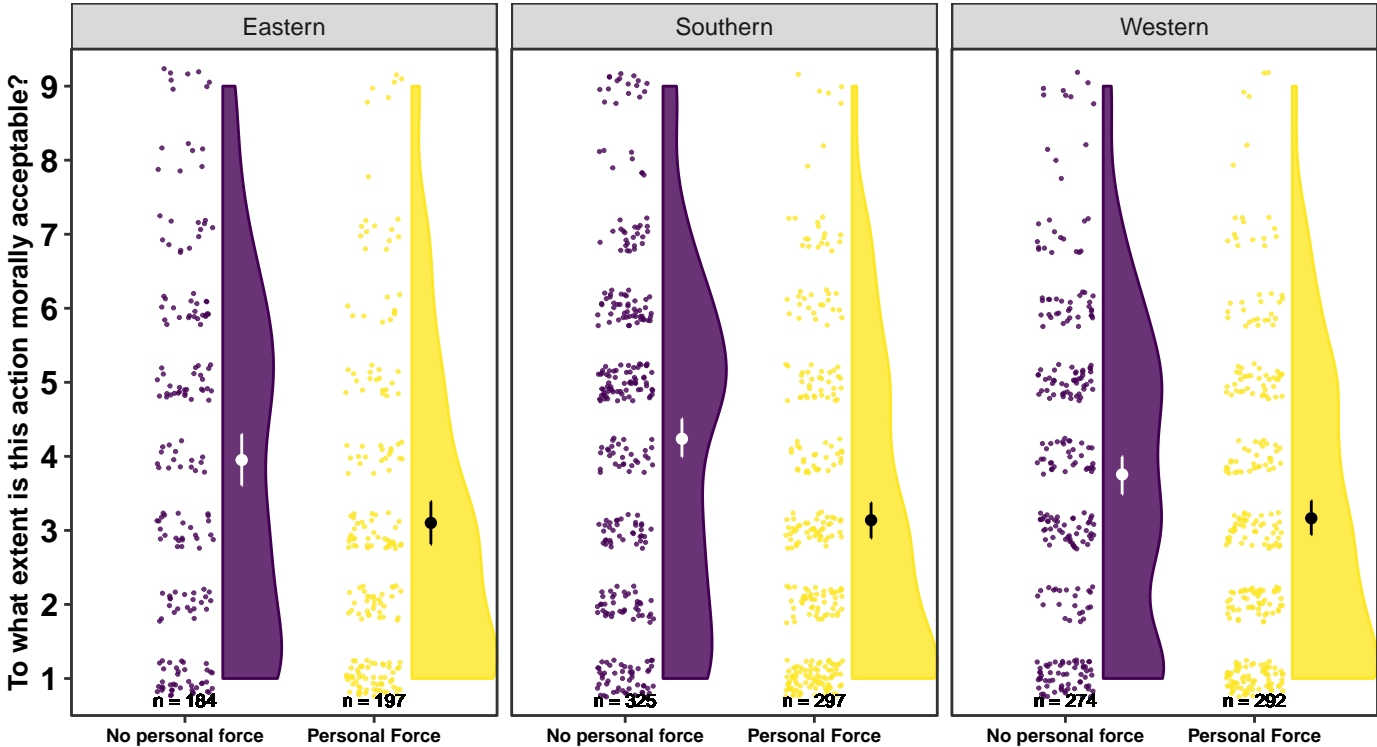 Eastern
Southern
Western
To what extent is this action morally acceptable?
9
8
7
6
5
4
3
2
1
n = 184
n = 197
n = 325
n = 297
n = 274
n = 292
No personal force
Personal Force
No personal force
Personal Force
No personal force
Personal Force